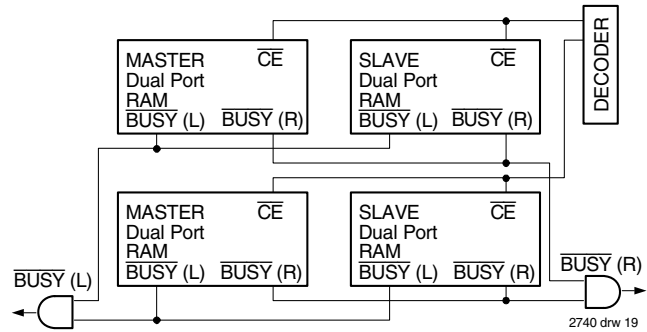 MASTER
Dual Port
RAM
BUSY (L) BUSY (R)
CE
SLAVE
Dual Port
RAM
BUSY (L) BUSY (R)
CE
DECODER
MASTER
Dual Port
RAM
BUSY (L) BUSY (R)
CE
SLAVE
Dual Port
RAM
BUSY (L) BUSY (R)
CE
BUSY (L)
BUSY (R)
2740 drw 19